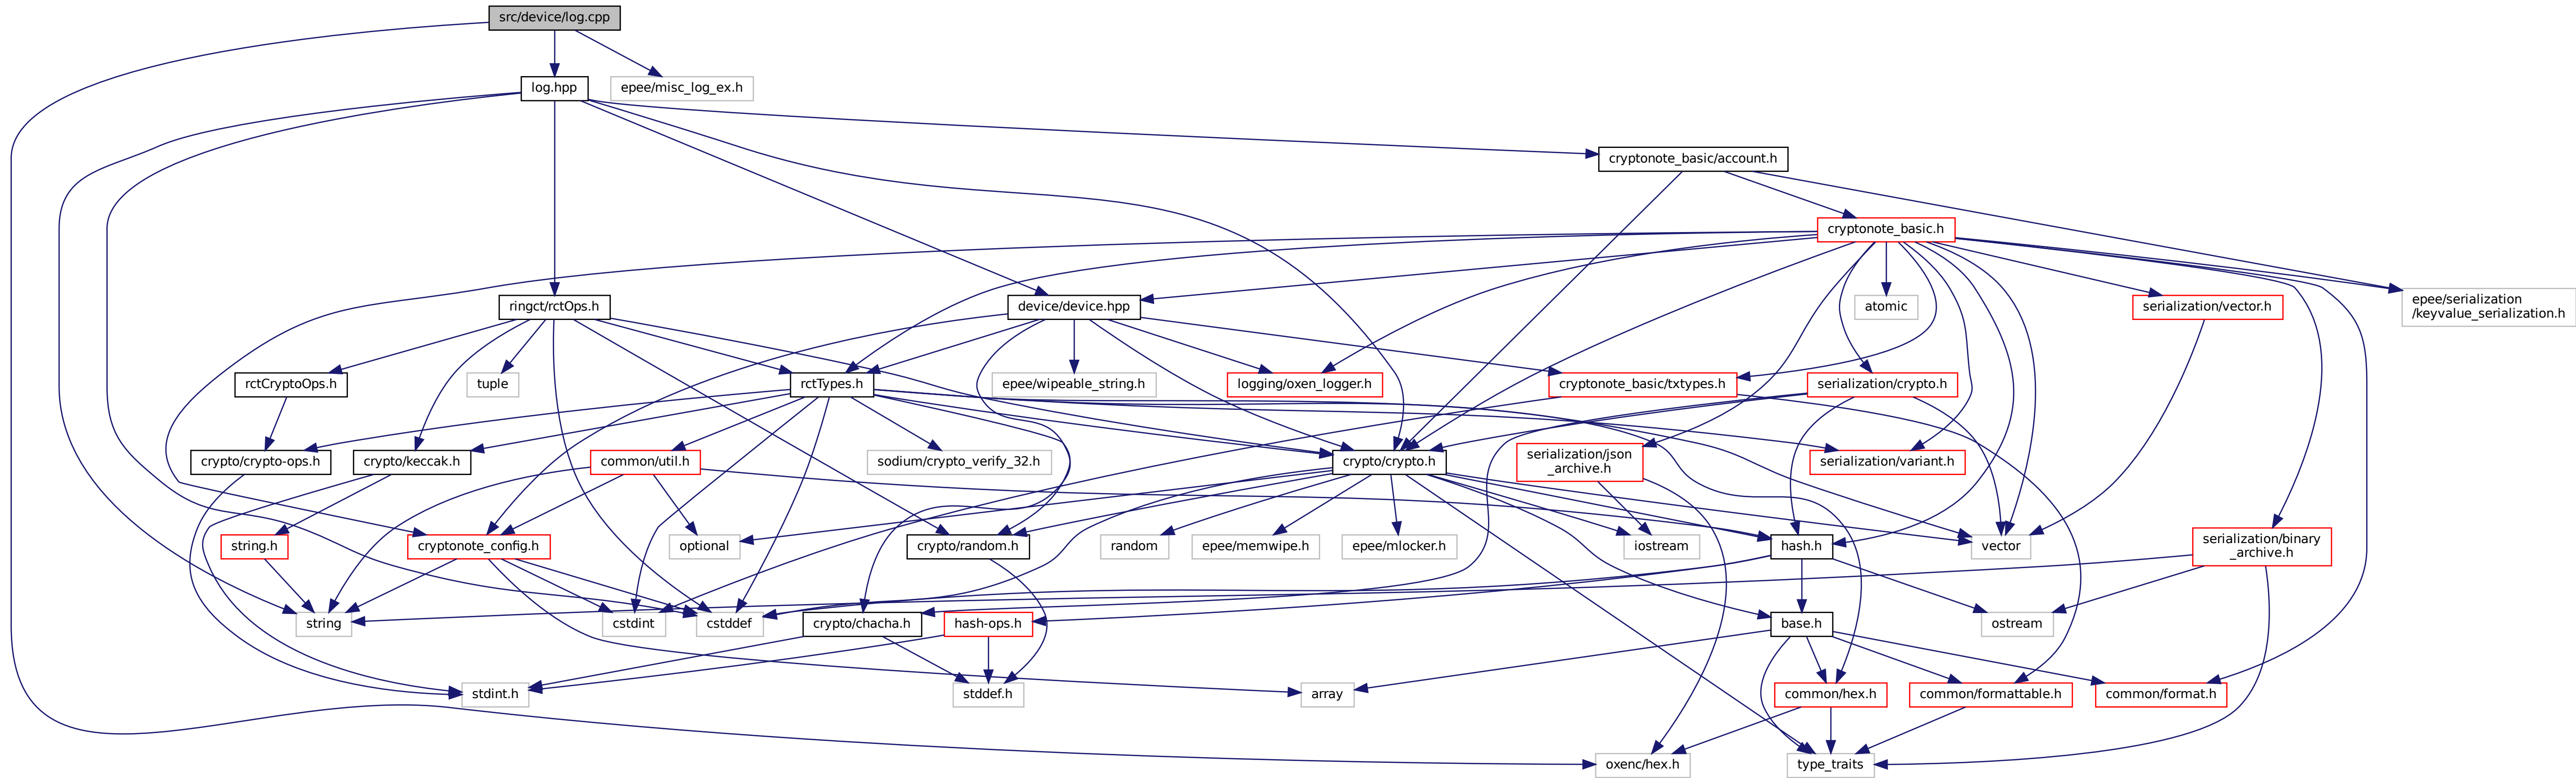 src/device/log.cpp
log.hpp
epee/misc_log_ex.h
cryptonote_basic/account.h
cryptonote_basic.h
ringct/rctOps.h
device/device.hpp
atomic
serialization/vector.h
epee/serialization
/keyvalue_serialization.h
rctCryptoOps.h
tuple
rctTypes.h
epee/wipeable_string.h
logging/oxen_logger.h
cryptonote_basic/txtypes.h
serialization/crypto.h
crypto/crypto-ops.h
crypto/keccak.h
common/util.h
sodium/crypto_verify_32.h
crypto/crypto.h
serialization/json
_archive.h
serialization/variant.h
string.h
cryptonote_config.h
optional
crypto/random.h
random
epee/memwipe.h
epee/mlocker.h
iostream
hash.h
vector
serialization/binary
_archive.h
string
cstdint
cstddef
crypto/chacha.h
hash-ops.h
base.h
ostream
stdint.h
stddef.h
array
common/hex.h
common/formattable.h
common/format.h
oxenc/hex.h
type_traits